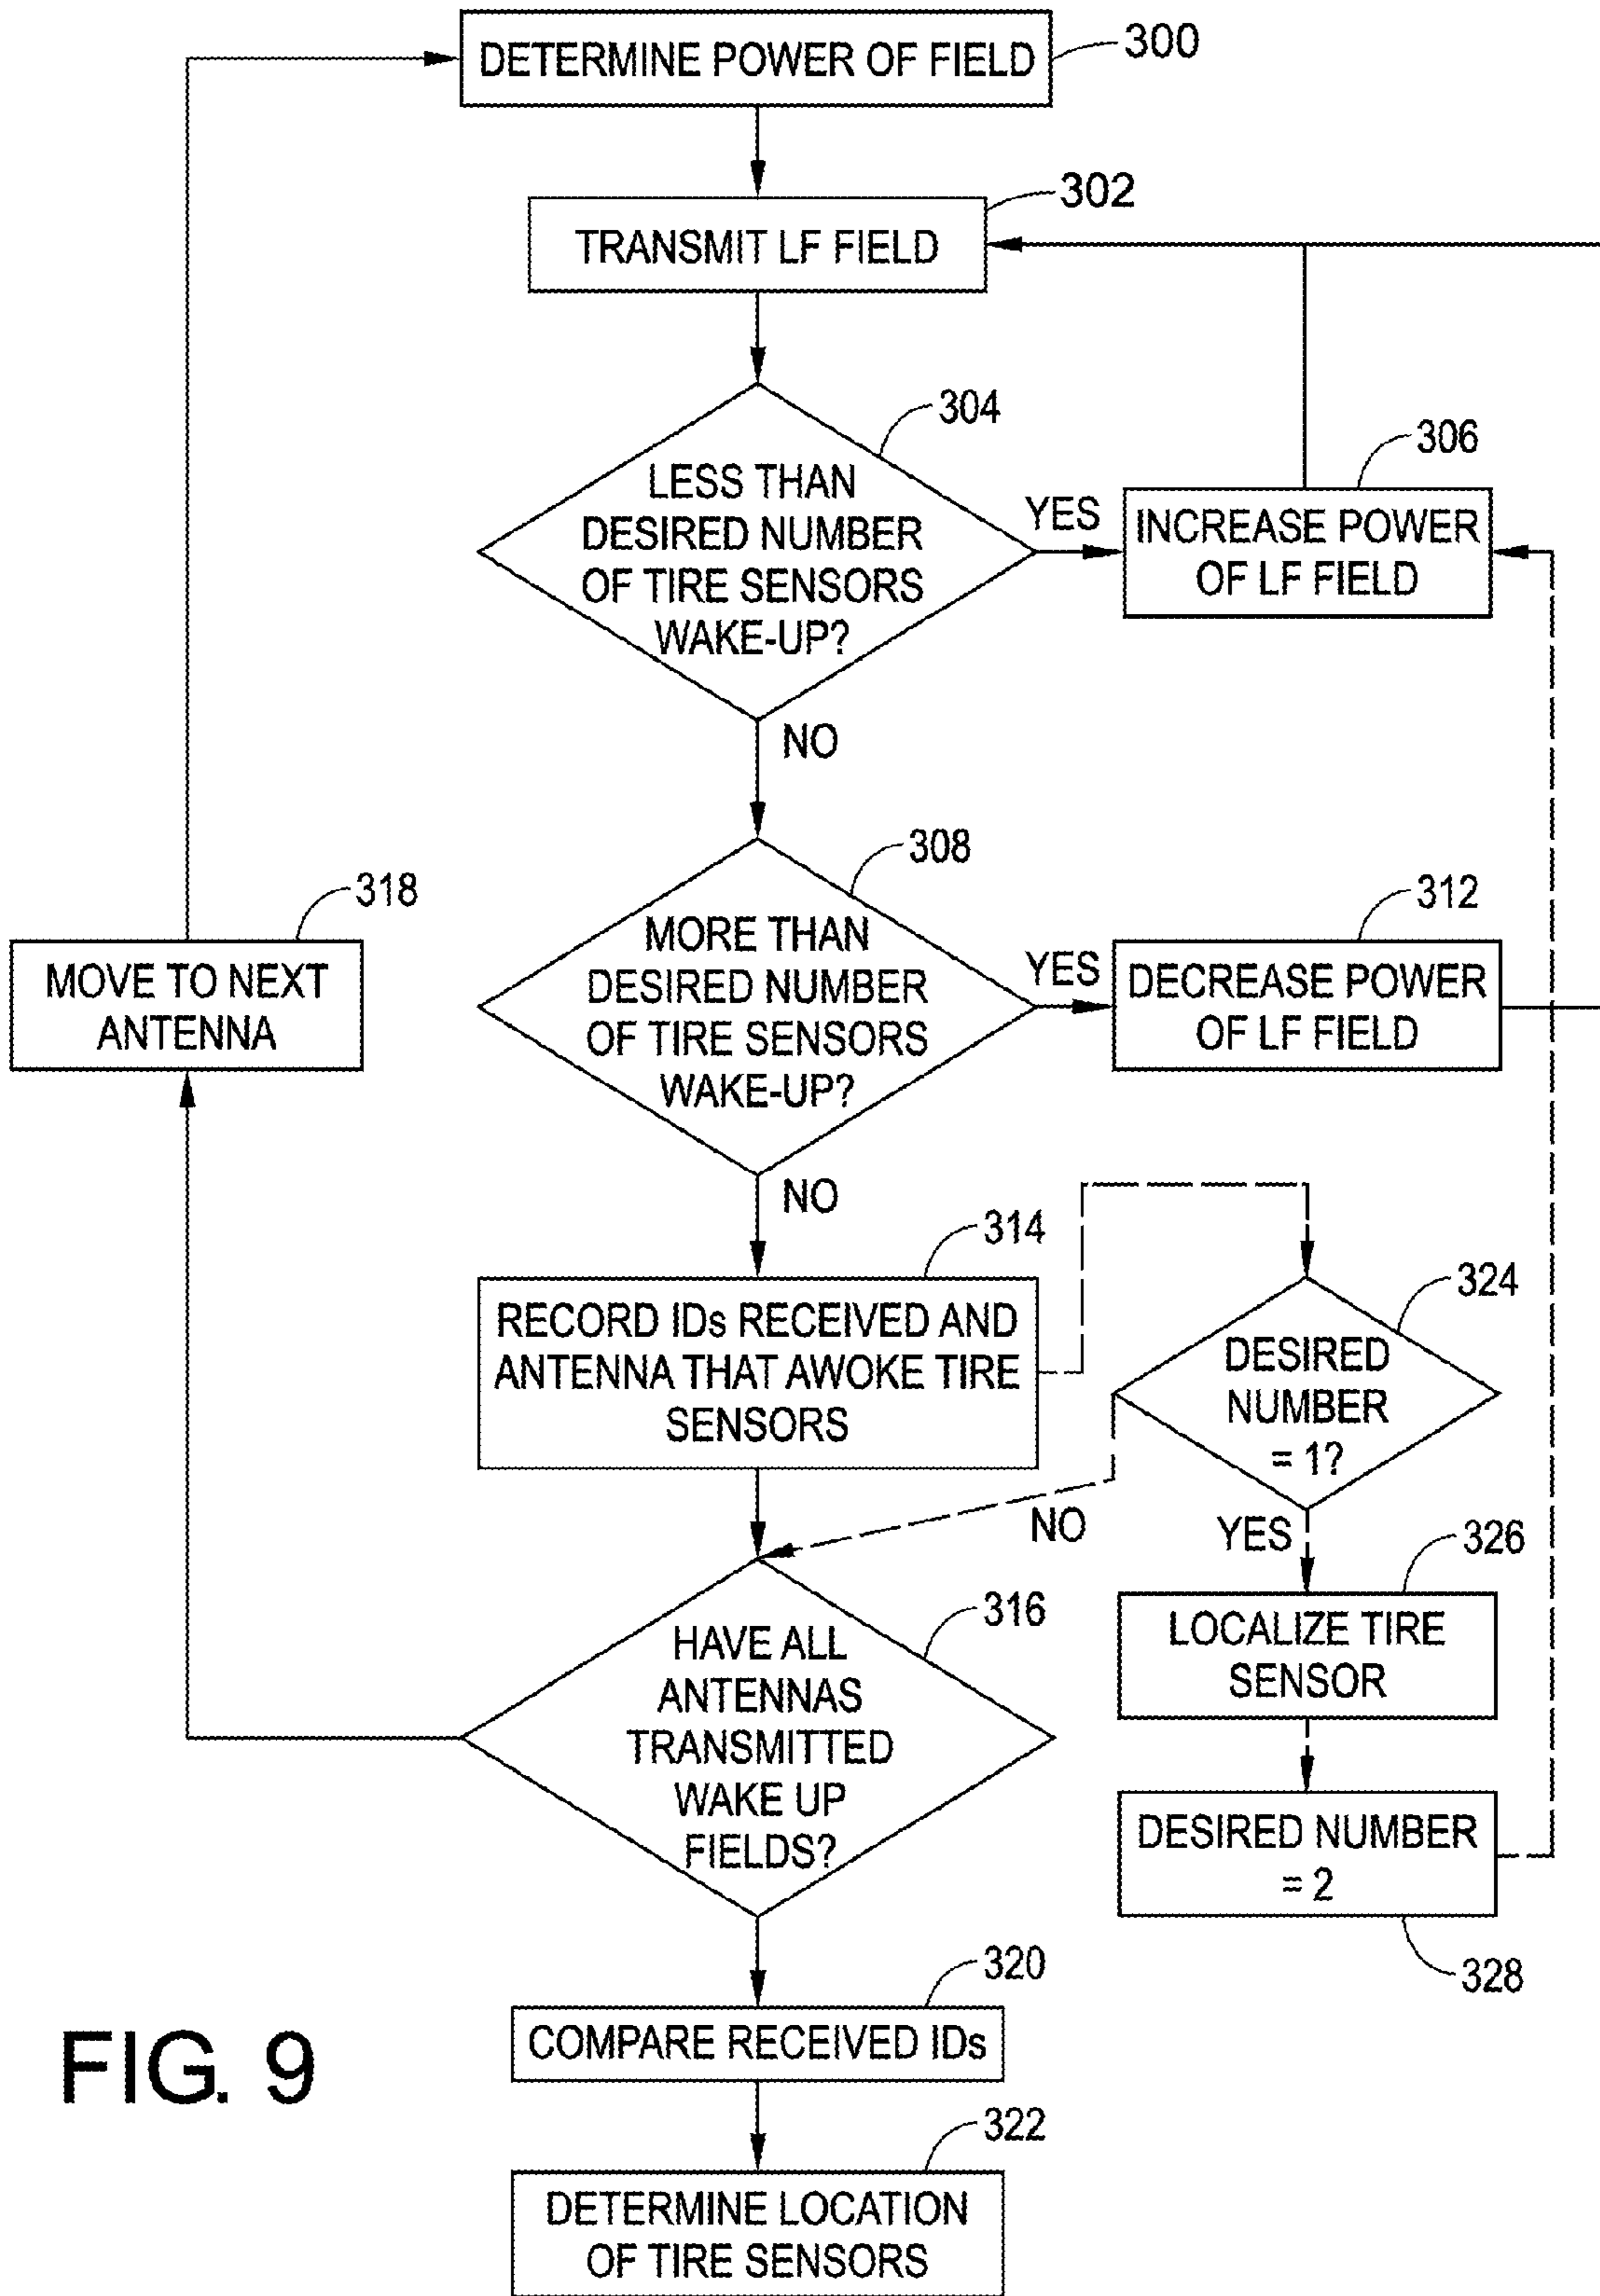 DETERMINE POWER OF FIELD
300
TRANSMIT LF FIELD
302
304
LESS THAN
DESIRED NUMBER
OF TIRE SENSORS
WAKE-UP?
YES
306
INCREASE POWER
OF LF FIELD
NO
308
MORE THAN
DESIRED NUMBER
OF TIRE SENSORS
WAKE-UP?
YES
312
DECREASE POWER
OF LF FIELD
318
MOVE TO NEXT
ANTENNA
NO
314
RECORD IDs RECEIVED AND
ANTENNA THAT AWOKE TIRE
SENSORS
324
DESIRED
NUMBER
= 1?
NO
YES
326
LOCALIZE TIRE
SENSOR
316
HAVE ALL
ANTENNAS
TRANSMITTED
WAKE UP
FIELDS?
DESIRED NUMBER
= 2
328
320
COMPARE RECEIVED IDs
322
DETERMINE LOCATION
OF TIRE SENSORS
FIG. 9